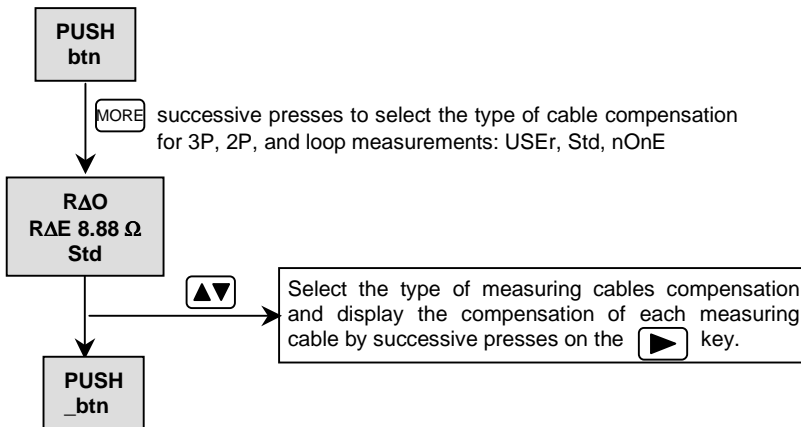 PUSH
btn
MORE successive presses to select the type of cable compensation
for 3P, 2P, and loop measurements: USEr, Std, nOnE
RΔO
RΔE 8.88 Ω
Std
▲▼
Select the type of measuring cables compensation
and display the compensation of each measuring
cable by successive presses on the ► key.
PUSH
_btn